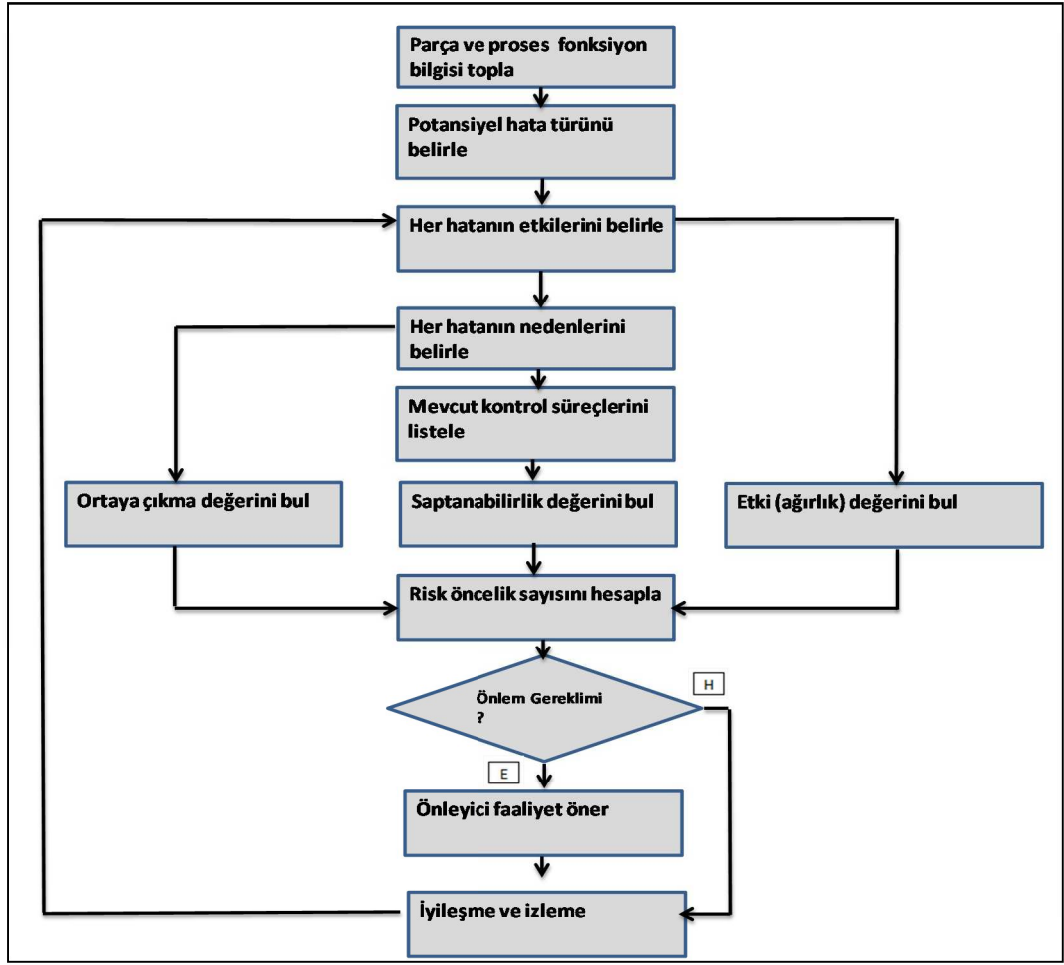 Parça ve proses fonksiyon
bilgisi topla
Potansiyel hata türünü
belirle
Her hatanın etkilerini belirle
Her hatanın nedenlerini
belirle
Mevcut kontrol süreçlerini
listele
Ortaya çıkma değerini bul
Saptanabilirlik değerini bul
Etki (ağırlık) değerini bul
Risk öncelik sayısını hesapla
Önlem Gereklimi
?
H
E
Önleyici faaliyet öner
İyileşme ve izleme